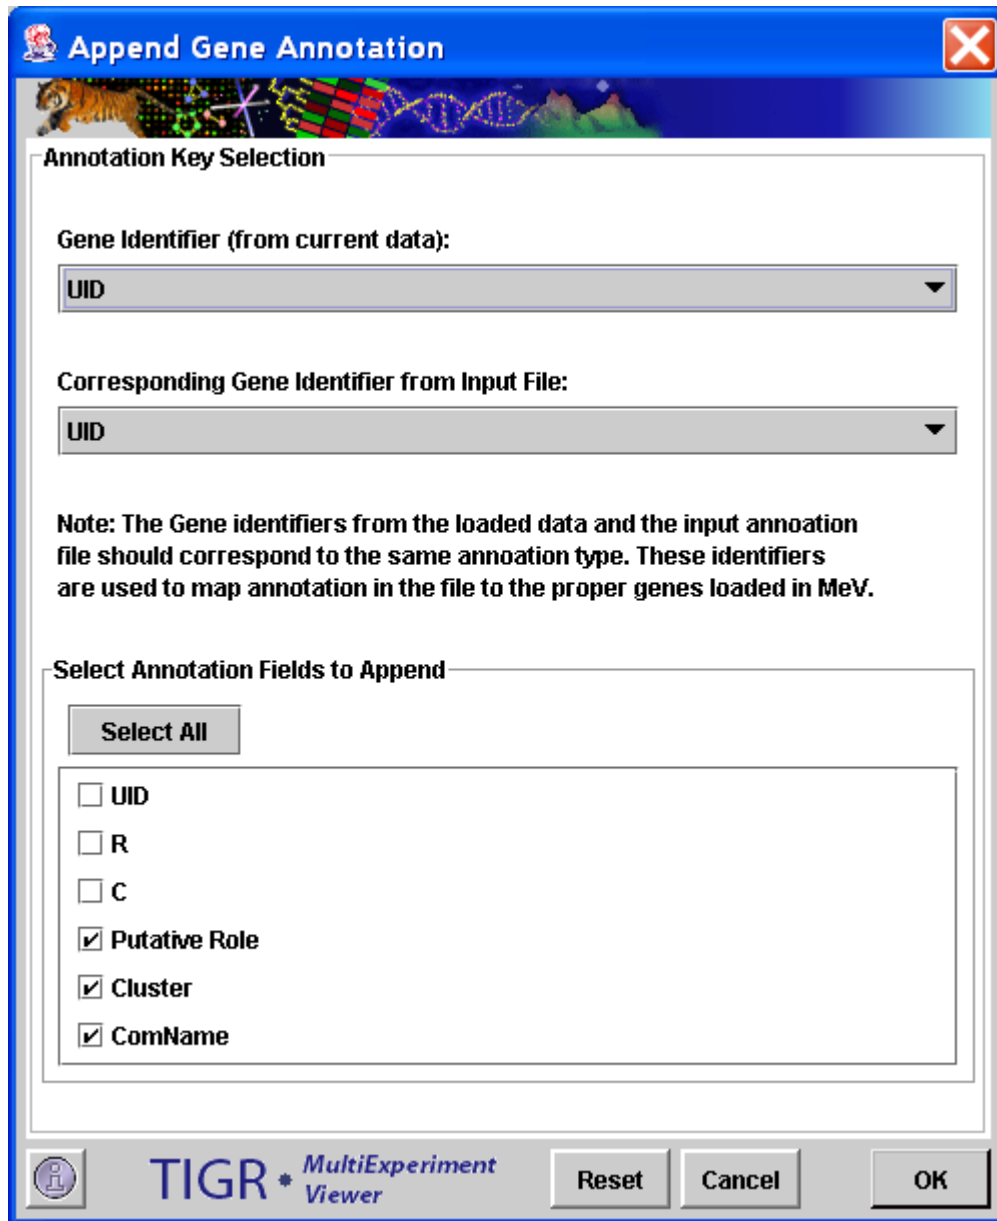 Append Gene Annotation
Annotation Key Selection
Gene Identifier (from current data):
UID
Corresponding Gene Identifier from Input File:
UID
Note: The Gene identifiers from the loaded data and the input annoation
file should correspond to the same annoation type. These identifiers
are used to map annotation in the file to the proper genes loaded in MeV.
Select Annotation Fields to Append
Select All
UID
R
C
Putative Role
Cluster
ComName
TIGR • MultiExperiment
Viewer
Reset
Cancel
OK